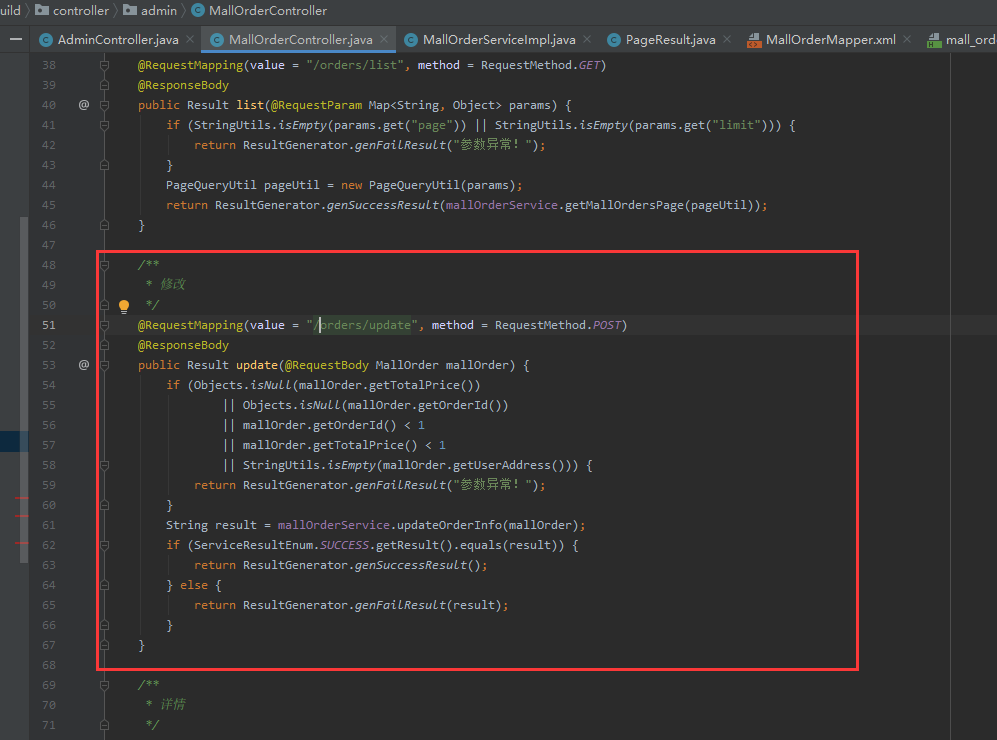 uild controller admin MallOrderController
AdminController.java MallOrderController.java MallOrderServiceImpl.java PageResult.java MallOrderMapper.xml mall_ord
38 @RequestMapping(value = "/orders/list", method = RequestMethod.GET)
39 @ResponseBody
40 @ public Result list(@RequestParam Map<String, Object> params) {
41 if (StringUtils.isEmpty(params.get("page")) || StringUtils.isEmpty(params.get("limit"))) {
42 return ResultGenerator.genFailResult("参数异常！");
43 }
44 PageQueryUtil pageUtil = new PageQueryUtil(params);
45 return ResultGenerator.genSuccessResult(mallOrderService.getMallOrdersPage(pageUtil));
46 }
47
48 /**
49 * 修改
50 */
51 @RequestMapping(value = "/orders/update", method = RequestMethod.POST)
52 @ResponseBody
53 @ public Result update(@RequestBody MallOrder mallOrder) {
54 if (Objects.isNull(mallOrder.getTotalPrice())
55 || Objects.isNull(mallOrder.getOrderId())
56 || mallOrder.getOrderId() < 1
57 || mallOrder.getTotalPrice() < 1
58 || StringUtils.isEmpty(mallOrder.getUserAddress())) {
59 return ResultGenerator.genFailResult("参数异常！");
60 }
61 String result = mallOrderService.updateOrderInfo(mallOrder);
62 if (ServiceResultEnum.SUCCESS.getResult().equals(result)) {
63 return ResultGenerator.genSuccessResult();
64 } else {
65 return ResultGenerator.genFailResult(result);
66 }
67 }
68
69 /**
70 * 详情
71 */